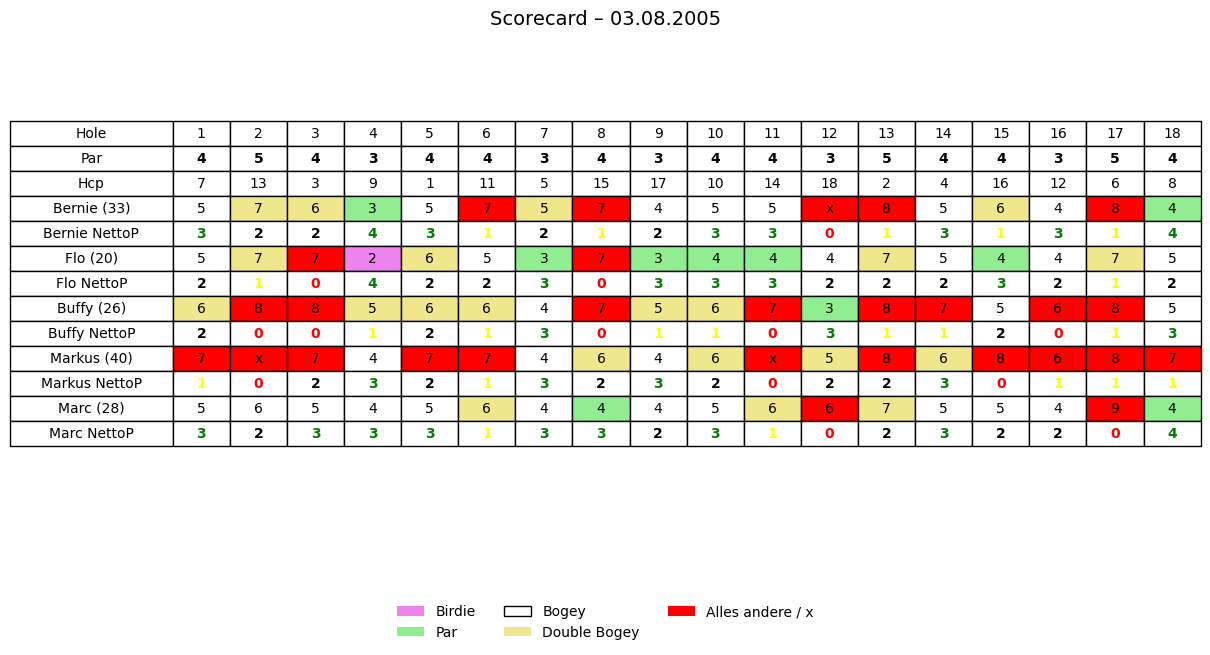 Scorecard – 03.08.2005
Hole 1 2 3 4 5 6 7 8 9 10 11 12 13 14 15 16 17 18
Par 4 5 4 3 4 4 3 4 3 4 4 3 5 4 4 3 5 4
Hcp 7 13 3 9 1 11 5 15 17 10 14 18 2 4 16 12 6 8
Bernie (33) 5 7 6 3 5 7 5 7 4 5 5 x 8 5 6 4 8 4
Bernie NettoP 3 2 2 4 3 1 2 1 2 3 3 0 1 3 1 3 1 4
Flo (20) 5 7 7 2 6 5 3 7 3 4 4 4 7 5 4 4 7 5
Flo NettoP 2 1 0 4 2 2 3 0 3 3 3 2 2 2 3 2 1 2
Buffy (26) 6 8 8 5 6 6 4 7 5 6 7 3 8 7 5 6 8 5
Buffy NettoP 2 0 0 1 2 1 3 0 1 1 0 3 1 1 2 0 1 3
Markus (40) 7 x 7 4 7 7 4 6 4 6 x 5 8 6 8 6 8 7
Markus NettoP 1 0 2 3 2 1 3 2 3 2 0 2 2 3 0 1 1 1
Marc (28) 5 6 5 4 5 6 4 4 4 5 6 6 7 5 5 4 9 4
Marc NettoP 3 2 3 3 3 1 3 3 2 3 1 0 2 3 2 2 0 4
Birdie Bogey Alles andere / x
Par Double Bogey